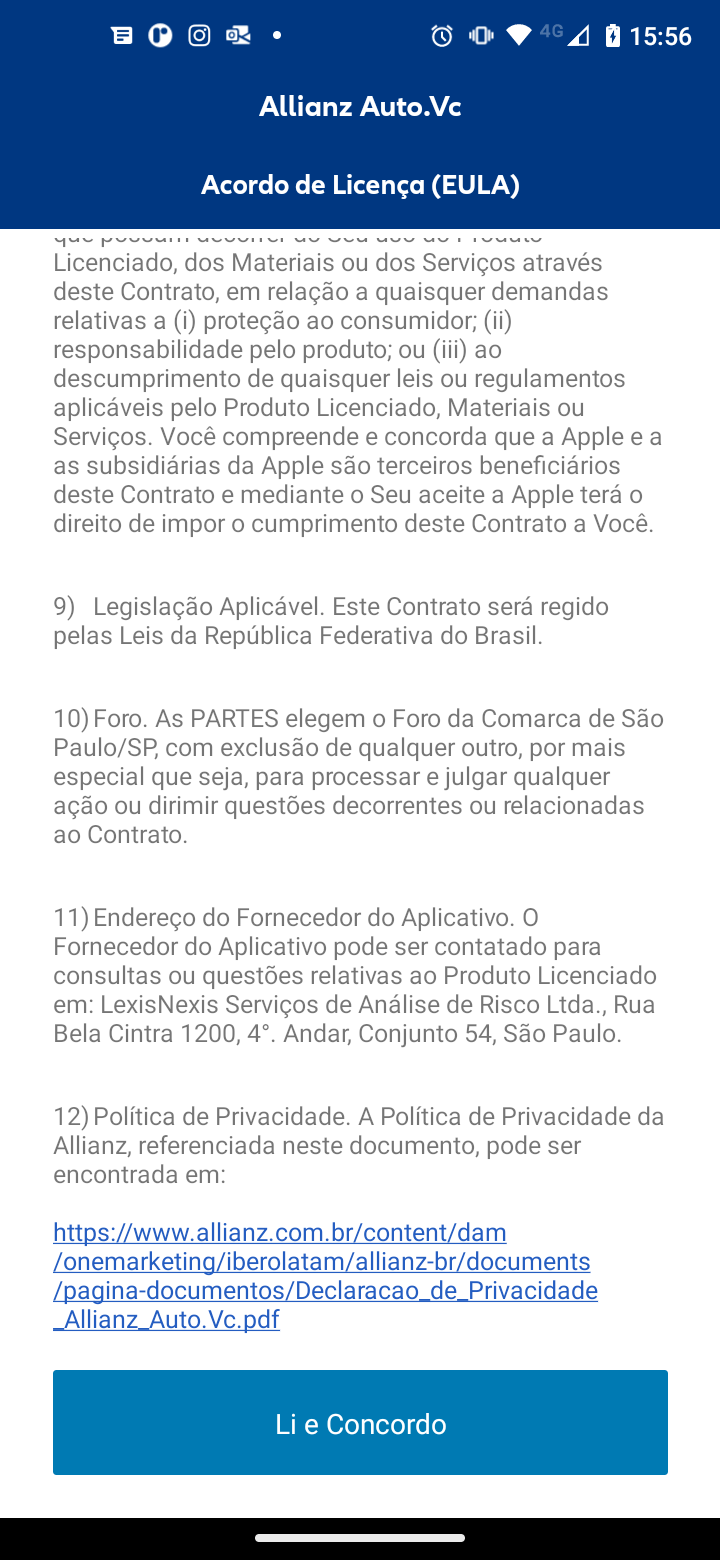 4G 15:56
Allianz Auto.Vc
Acordo de Licença (EULA)
que possam decorrer do Seu uso do Produto
Licenciado, dos Materiais ou dos Serviços através
deste Contrato, em relação a quaisquer demandas
relativas a (i) proteção ao consumidor; (ii)
responsabilidade pelo produto; ou (iii) ao
descumprimento de quaisquer leis ou regulamentos
aplicáveis pelo Produto Licenciado, Materiais ou
Serviços. Você compreende e concorda que a Apple e a
as subsidiárias da Apple são terceiros beneficiários
deste Contrato e mediante o Seu aceite a Apple terá o
direito de impor o cumprimento deste Contrato a Você.
9) Legislação Aplicável. Este Contrato será regido
pelas Leis da República Federativa do Brasil.
10) Foro. As PARTES elegem o Foro da Comarca de São
Paulo/SP, com exclusão de qualquer outro, por mais
especial que seja, para processar e julgar qualquer
ação ou dirimir questões decorrentes ou relacionadas
ao Contrato.
11) Endereço do Fornecedor do Aplicativo. O
Fornecedor do Aplicativo pode ser contatado para
consultas ou questões relativas ao Produto Licenciado
em: LexisNexis Serviços de Análise de Risco Ltda., Rua
Bela Cintra 1200, 4°. Andar, Conjunto 54, São Paulo.
12) Política de Privacidade. A Política de Privacidade da
Allianz, referenciada neste documento, pode ser
encontrada em:
https://www.allianz.com.br/content/dam
/onemarketing/iberolatam/allianz-br/documents
/pagina-documentos/Declaracao_de_Privacidade
_Allianz_Auto.Vc.pdf
Li e Concordo